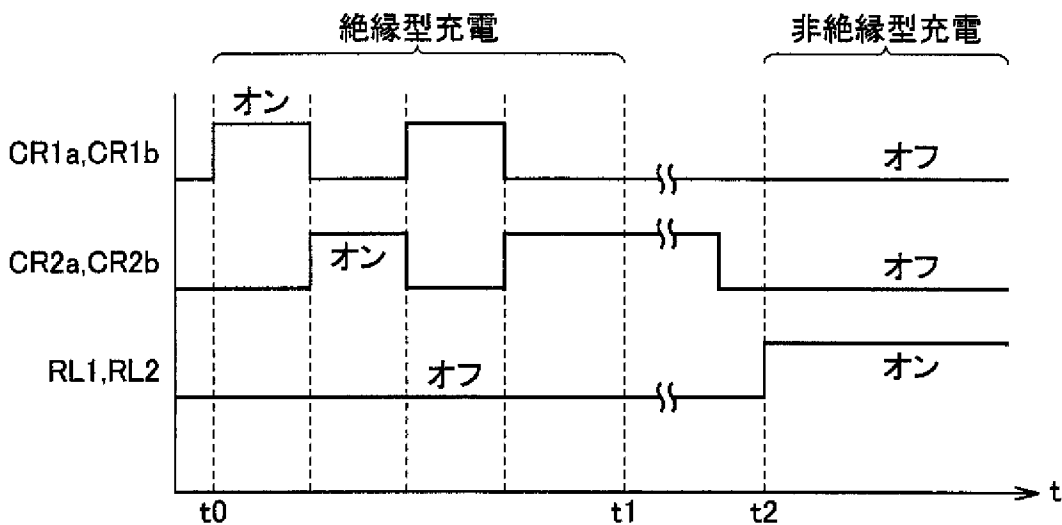 絶縁型充電
非絶縁型充電
オン
CR1a,CR1b
オフ
CR2a,CR2b
オン
オフ
RL1,RL2
オフ
オン
t0
t1
t2
t